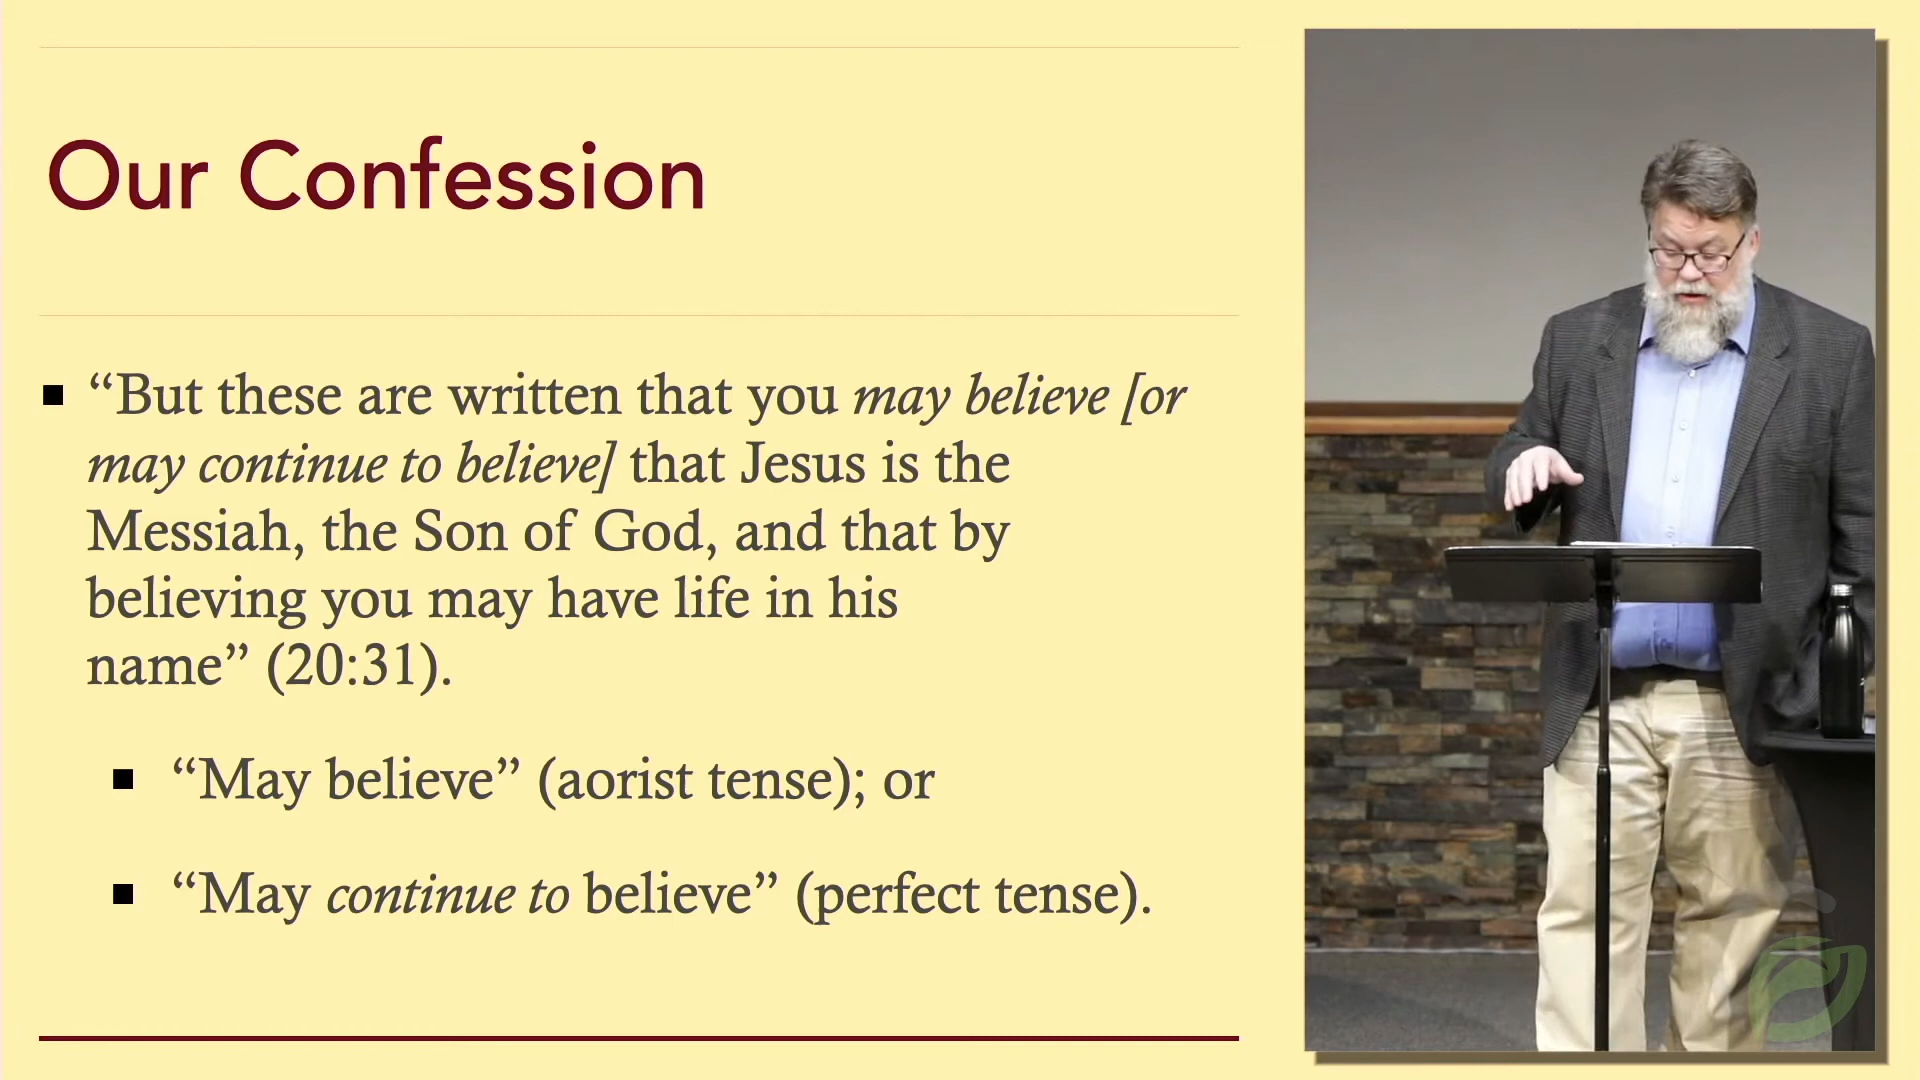 Our Confession
“But these are written that you may believe [or
may continue to believe] that Jesus is the
Messiah, the Son of God, and that by
believing you may have life in his
name” (20:31).
“May believe” (aorist tense); or
“May continue to believe” (perfect tense).